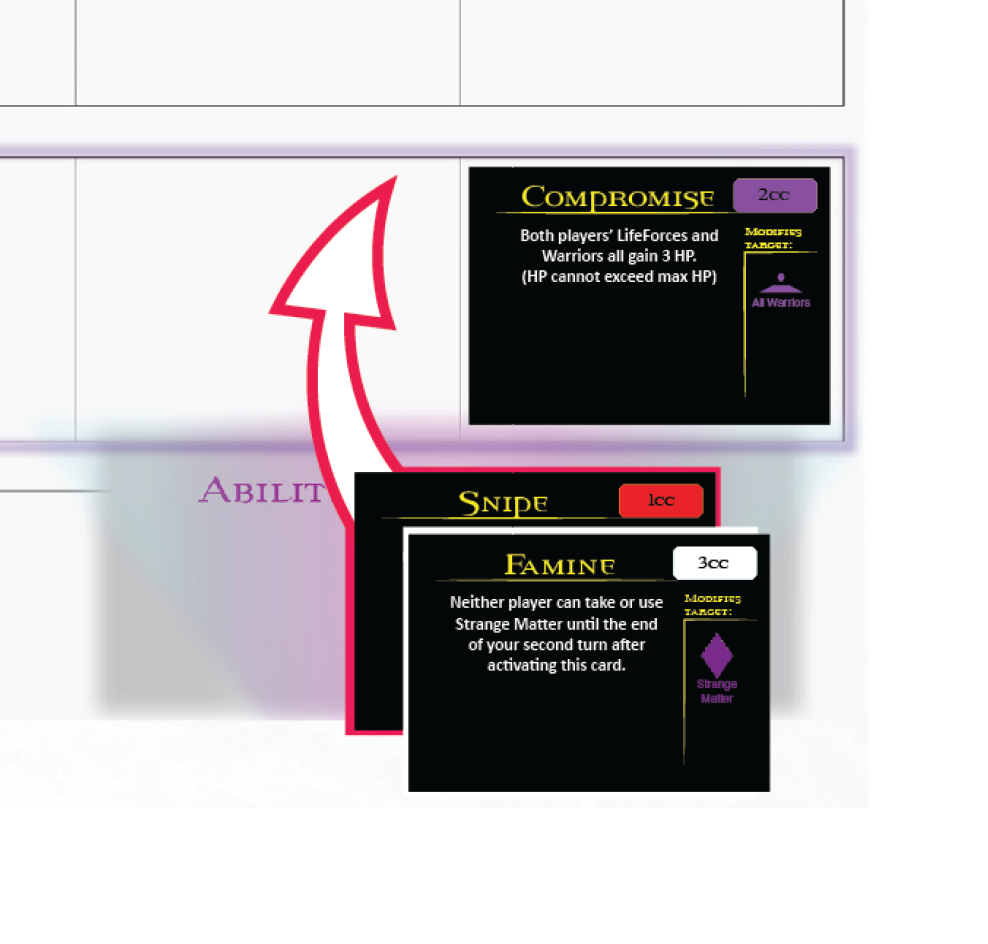 Compromise
2cc
Both players’ LifeForces and
Warriors all gain 3 HP.
(HP cannot exceed max HP)
Modifies
target:
All Warriors
Snipe
1cc
Famine
3cc
Neither player can take or use
Strange Matter until the end
of your second turn after
activating this card.
Modifies
target:
Strange
Matter